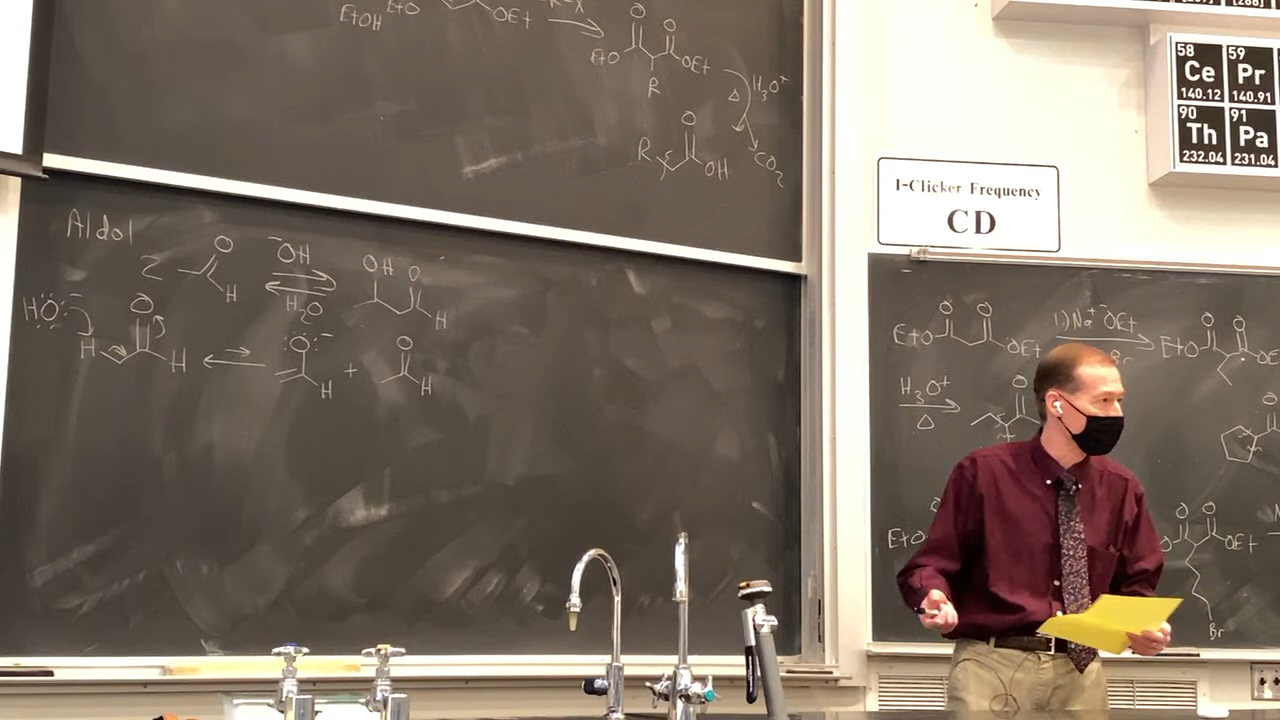 EtOH EtO OEt R-X
EtO OEt
R
Δ H₃O⁺
R OH CO₂
58 59
Ce Pr
140.12 140.91
90 91
Th Pa
232.04 231.04
I-Clicker Frequency
CD
Aldol
2 O H ⁻OH H₂O OH O H
HÖ:⁻ H O H :O:⁻ H + O H
EtO O O OEt 1) Na⁺ ⁻OEt EtO O O
H₃O⁺
Δ
O
O
EtO
O O
OEt
Br